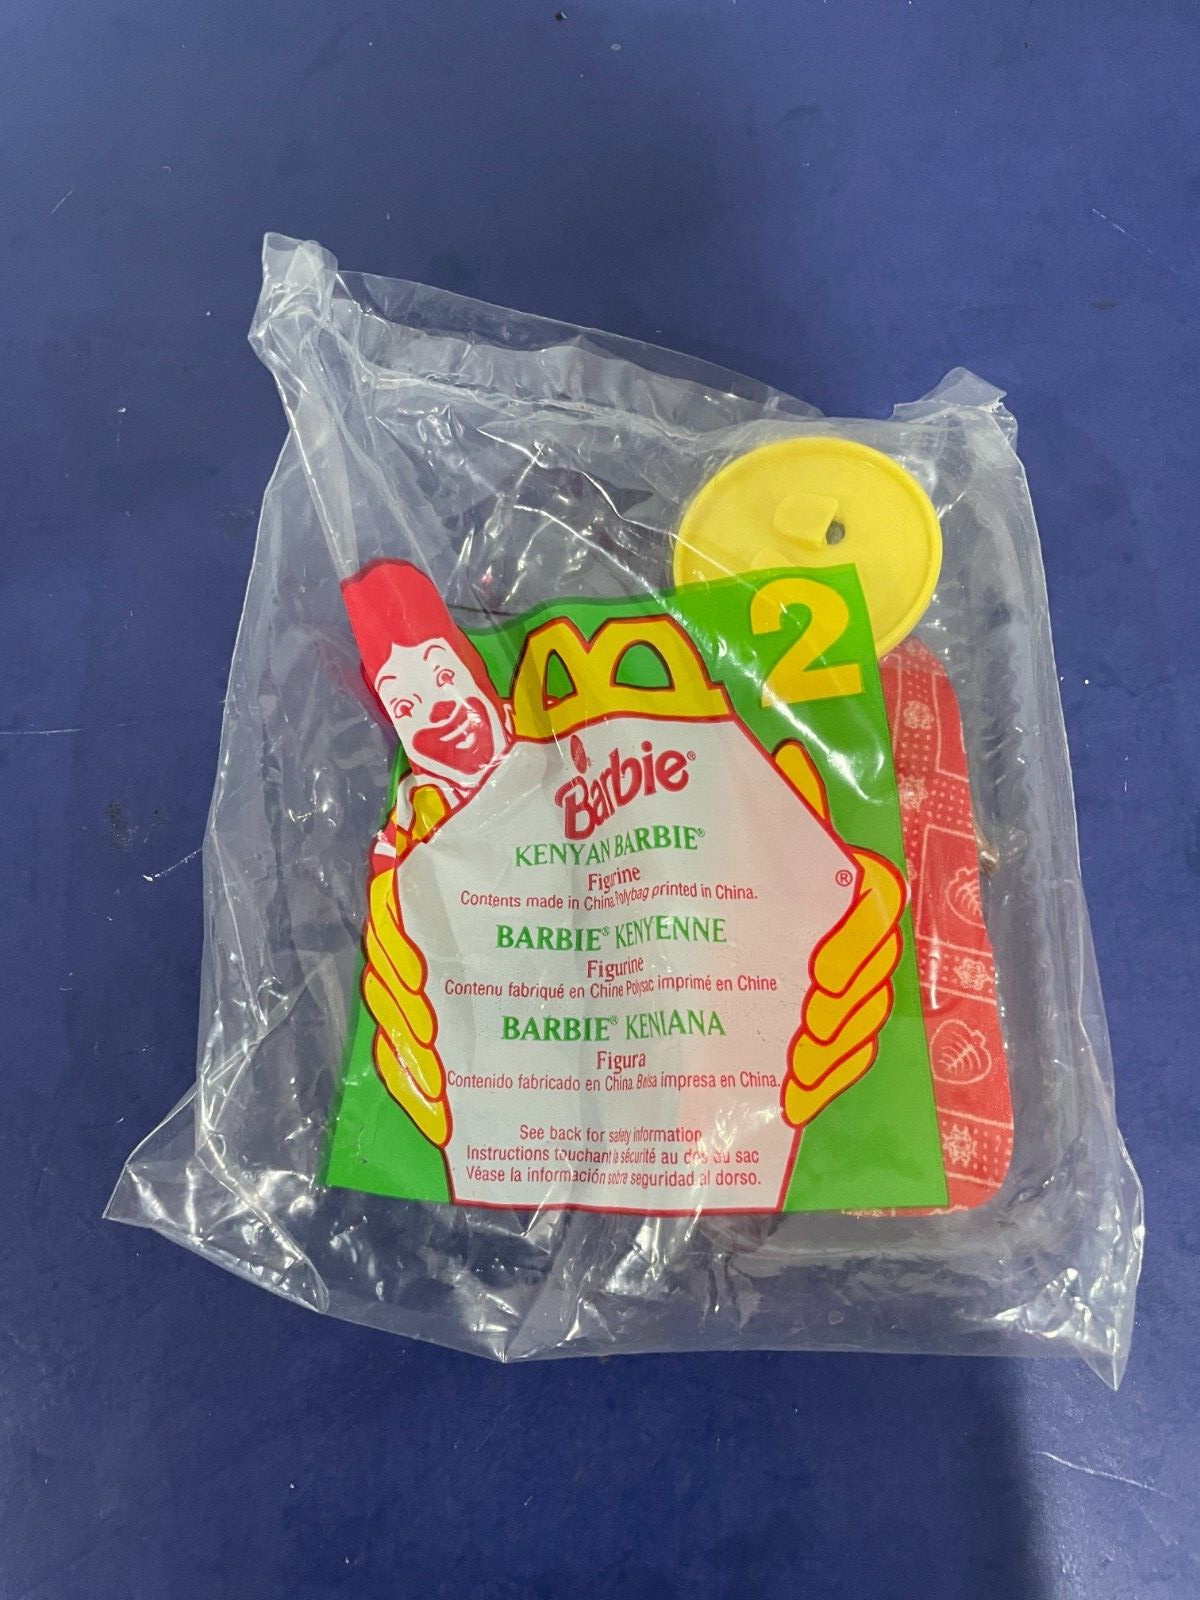 2
Barbie®
KENYAN BARBIE®
Figurine
Contents made in China. Polybag printed in China.
®
BARBIE® KENYENNE
Figurine
Contenu fabriqué en Chine Polysac imprimé en Chine
BARBIE® KENIANA
Figura
Contenido fabricado en China. Bolsa impresa en China.
See back for safety information
Instructions touchant la sécurité au dos du sac
Véase la información sobre seguridad al dorso.